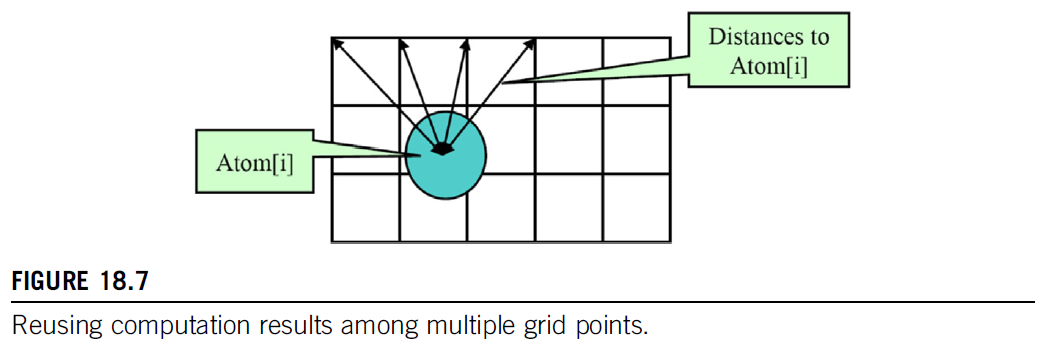 Distances to
Atom[i]
Atom[i]
FIGURE 18.7
Reusing computation results among multiple grid points.